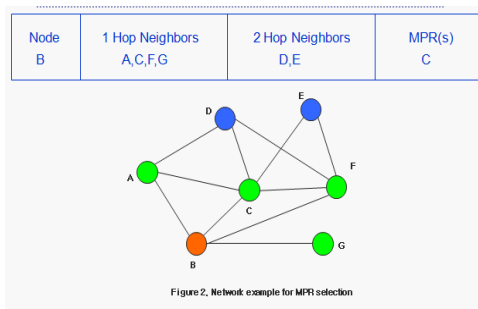 Node 1 Hop Neighbors 2 Hop Neighbors MPR(s)
B A,C,F,G D,E C
E
D
F
A
C
G
B
Figure 2, Network example for MPR selection